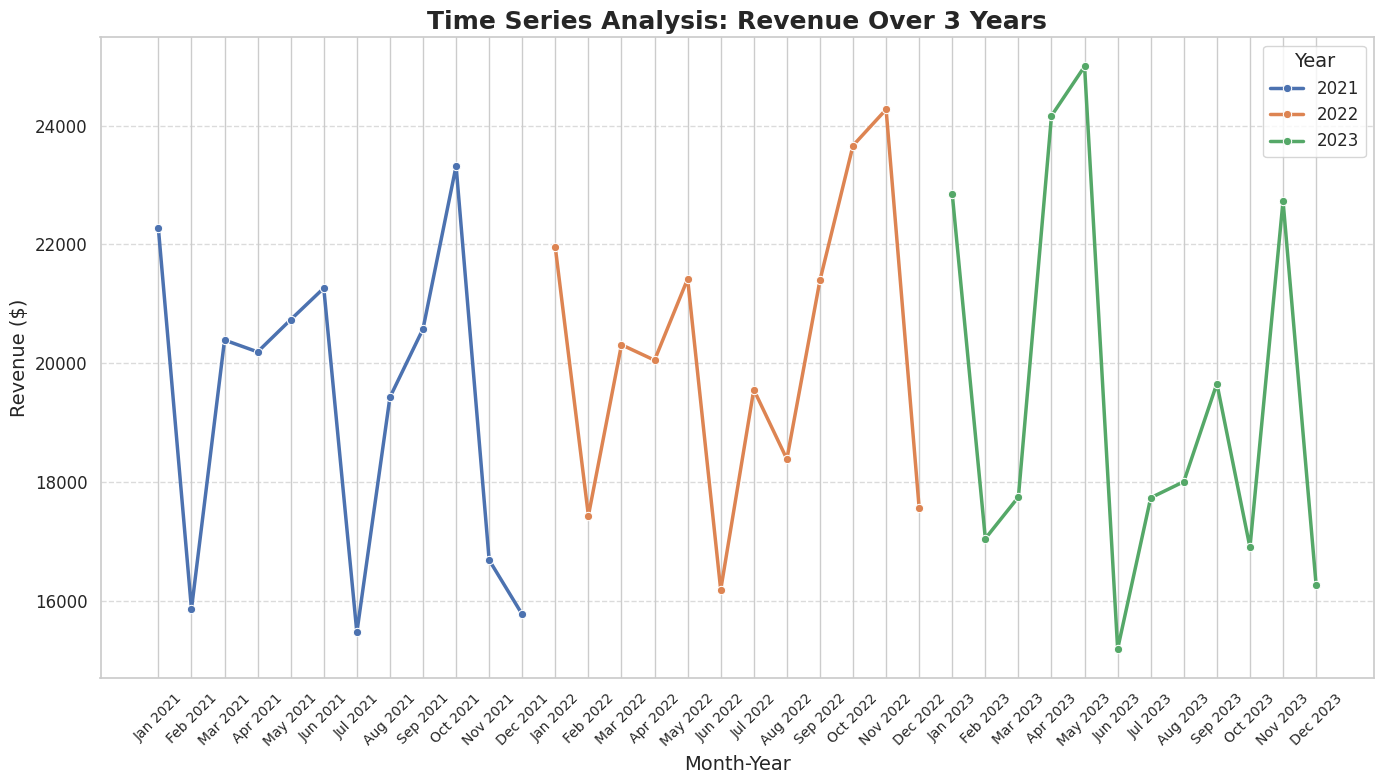 Time Series Analysis: Revenue Over 3 Years
Year
2021
2022
2023
24000
22000
20000
18000
16000
Revenue ($)
Jan 2021
Feb 2021
Mar 2021
Apr 2021
May 2021
Jun 2021
Jul 2021
Aug 2021
Sep 2021
Oct 2021
Nov 2021
Dec 2021
Jan 2022
Feb 2022
Mar 2022
Apr 2022
May 2022
Jun 2022
Jul 2022
Aug 2022
Sep 2022
Oct 2022
Nov 2022
Dec 2022
Jan 2023
Feb 2023
Mar 2023
Apr 2023
May 2023
Jun 2023
Jul 2023
Aug 2023
Sep 2023
Oct 2023
Nov 2023
Dec 2023
Month-Year